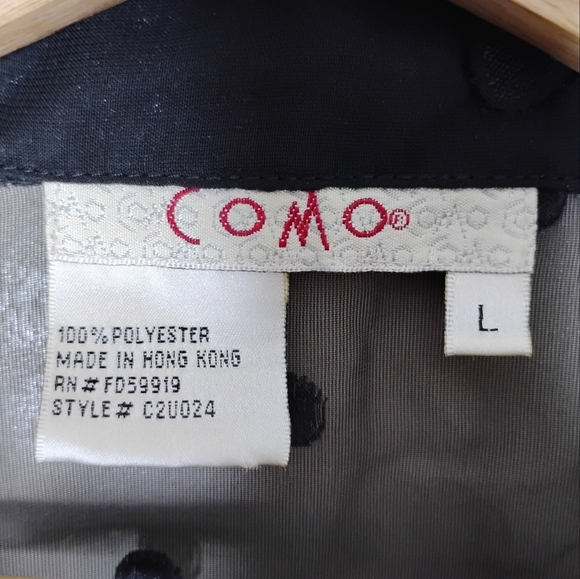 COMO®
L
100% POLYESTER
MADE IN HONG KONG
RN# FD59919
STYLE# C2U024